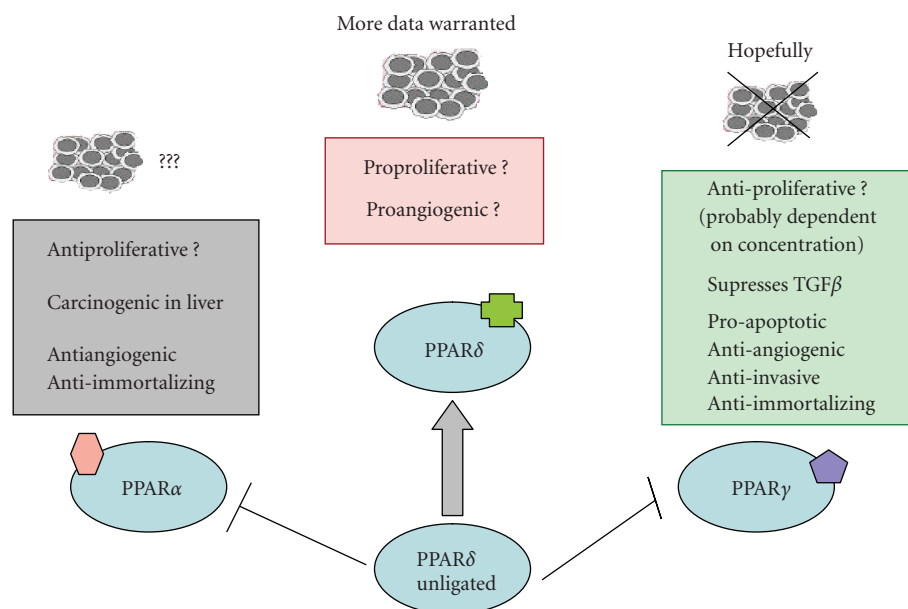 More data warranted
Hopefully
???
Proproliferative ?
Proangiogenic ?
Anti-proliferative ?
(probably dependent
on concentration)
Supresses TGFβ
Pro-apoptotic
Anti-angiogenic
Anti-invasive
Anti-immortalizing
Antiproliferative ?
Carcinogenic in liver
Antiangiogenic
Anti-immortalizing
PPARδ
PPARα
PPARγ
PPARδ
unligated